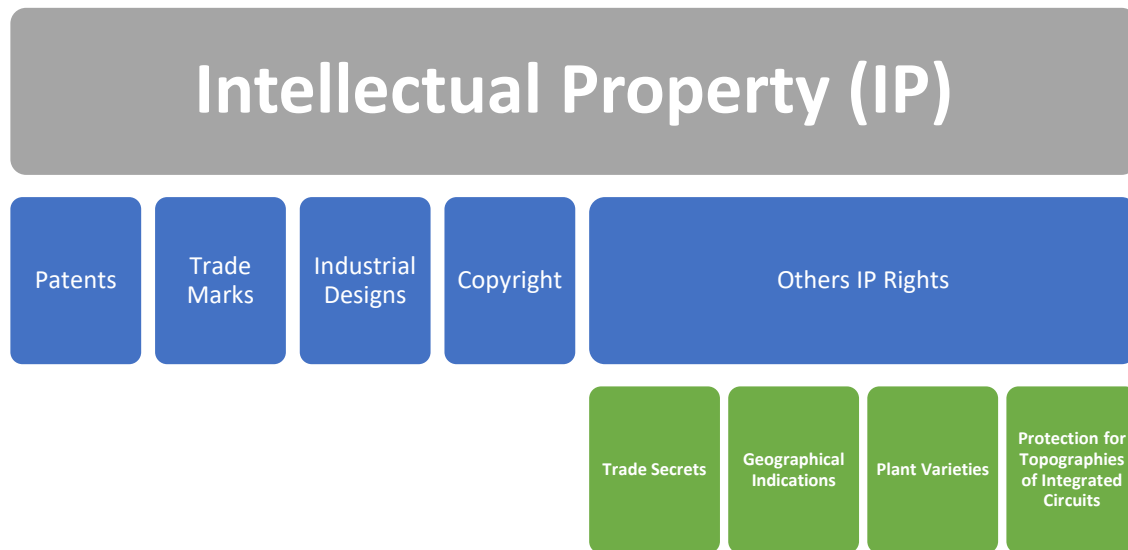 Intellectual Property (IP)
Patents
Trade
Marks
Industrial
Designs
Copyright
Others IP Rights
Trade Secrets
Geographical
Indications
Plant Varieties
Protection for
Topographies
of Integrated
Circuits